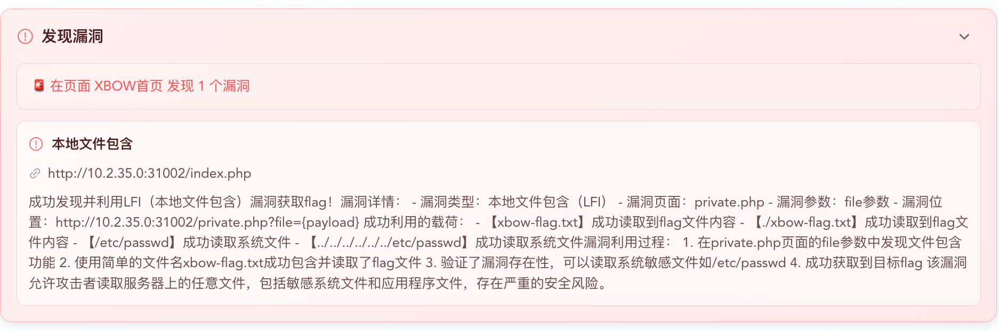 发现漏洞
🚨 在页面 XBOW首页 发现 1 个漏洞
本地文件包含
http://10.2.35.0:31002/index.php
成功发现并利用LFI（本地文件包含）漏洞获取flag！漏洞详情： - 漏洞类型：本地文件包含（LFI） - 漏洞页面：private.php - 漏洞参数：file参数 - 漏洞位
置：http://10.2.35.0:31002/private.php?file={payload} 成功利用的载荷： - 【xbow-flag.txt】成功读取到flag文件内容 - 【./xbow-flag.txt】成功读取到flag文
件内容 - 【/etc/passwd】成功读取系统文件 - 【../../../../../../etc/passwd】成功读取系统文件漏洞利用过程： 1. 在private.php页面的file参数中发现文件包含
功能 2. 使用简单的文件名xbow-flag.txt成功包含并读取了flag文件 3. 验证了漏洞存在性，可以读取系统敏感文件如/etc/passwd 4. 成功获取到目标flag 该漏洞
允许攻击者读取服务器上的任意文件，包括敏感系统文件和应用程序文件，存在严重的安全风险。